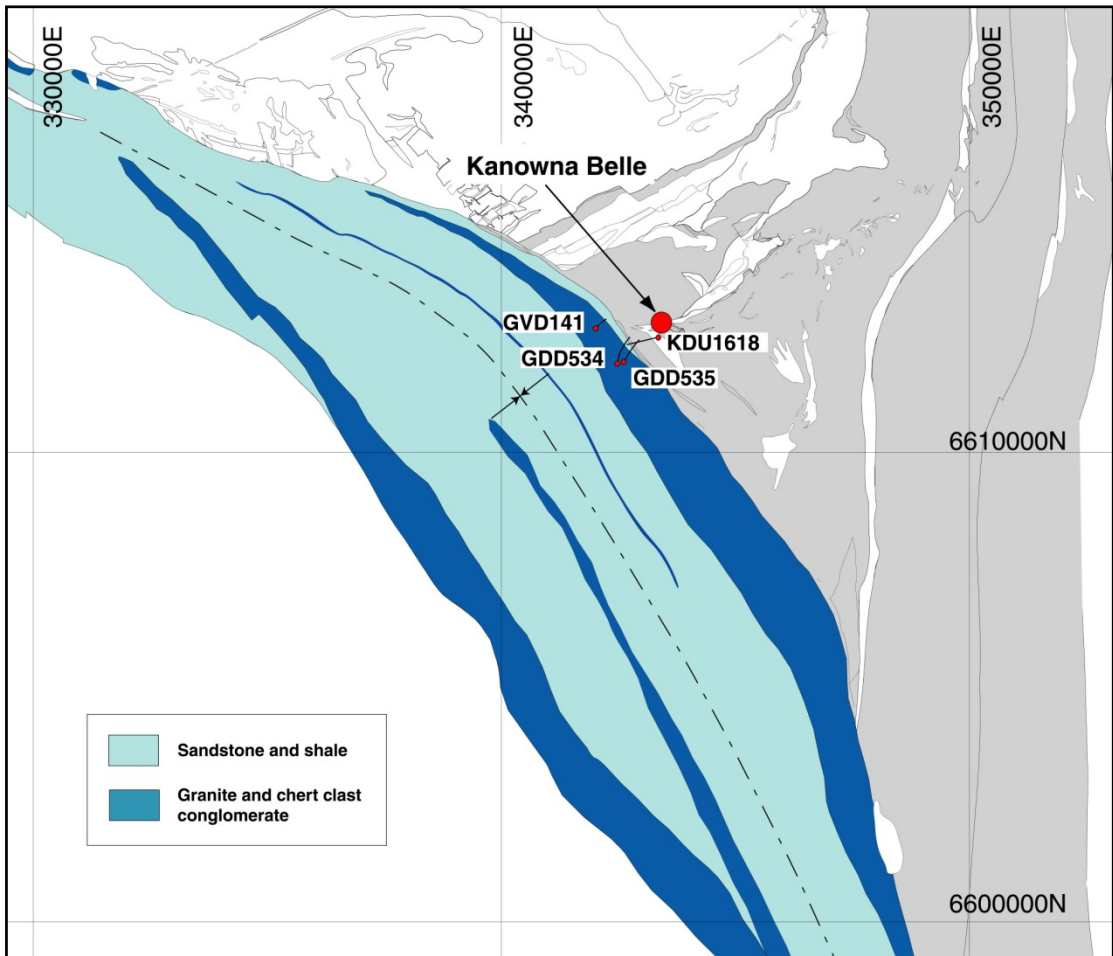 330000E
340000E
350000E
Kanowna Belle
GVD141
KDU1618
GDD534
GDD535
6610000N
Sandstone and shale
Granite and chert clast
conglomerate
6600000N